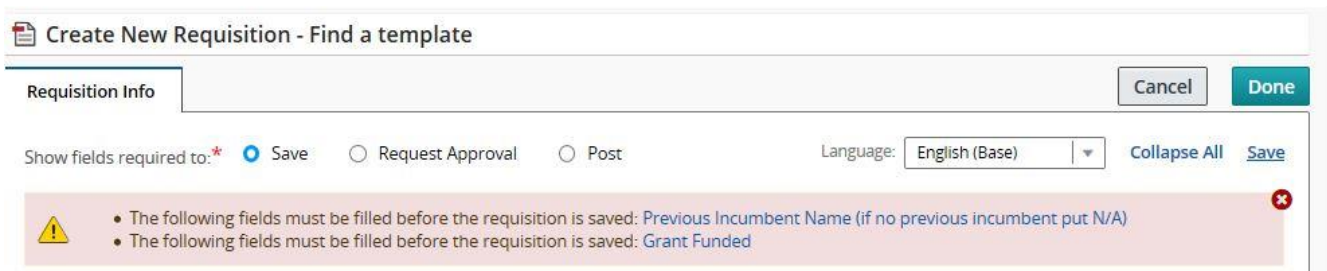 Create New Requisition - Find a template
Requisition Info
Cancel
Done
Show fields required to:* Save Request Approval Post Language: English (Base) Collapse All Save
• The following fields must be filled before the requisition is saved: Previous Incumbent Name (if no previous incumbent put N/A)
• The following fields must be filled before the requisition is saved: Grant Funded